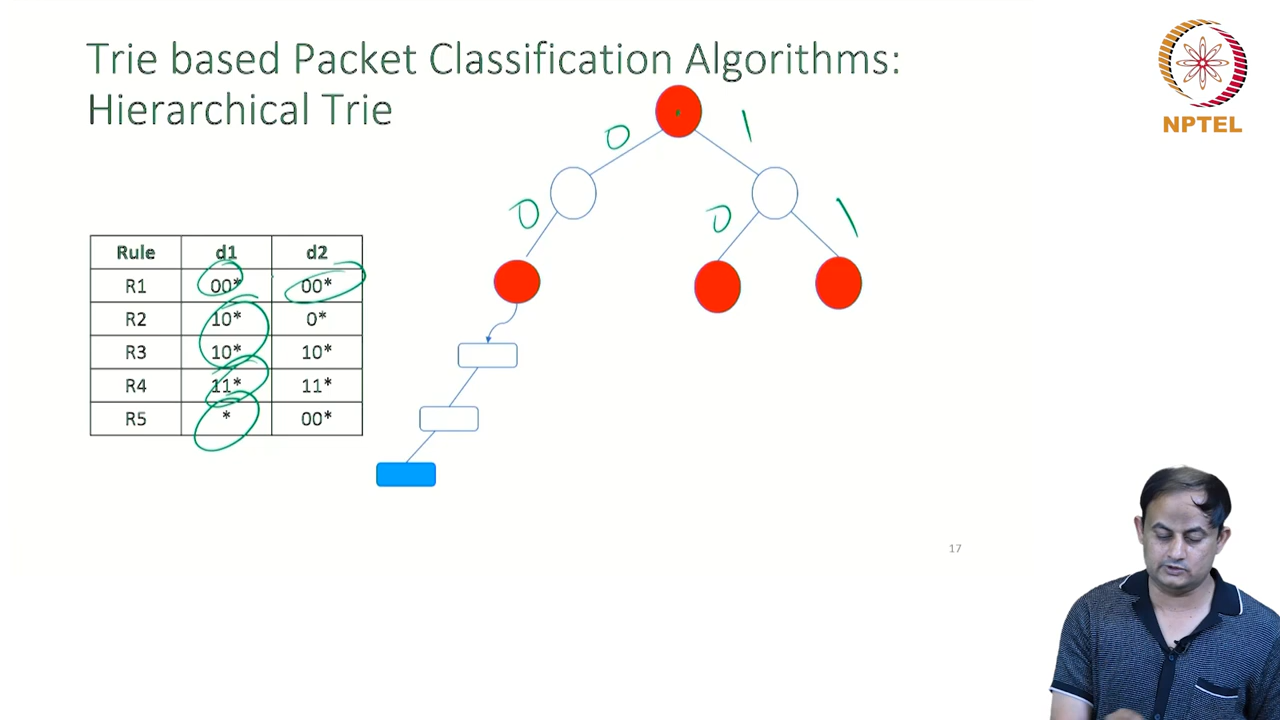 Trie based Packet Classification Algorithms:
Hierarchical Trie
NPTEL
0 1
0 0 1
Rule d1 d2
R1 00* 00*
R2 10* 0*
R3 10* 10*
R4 11* 11*
R5 * 00*
17